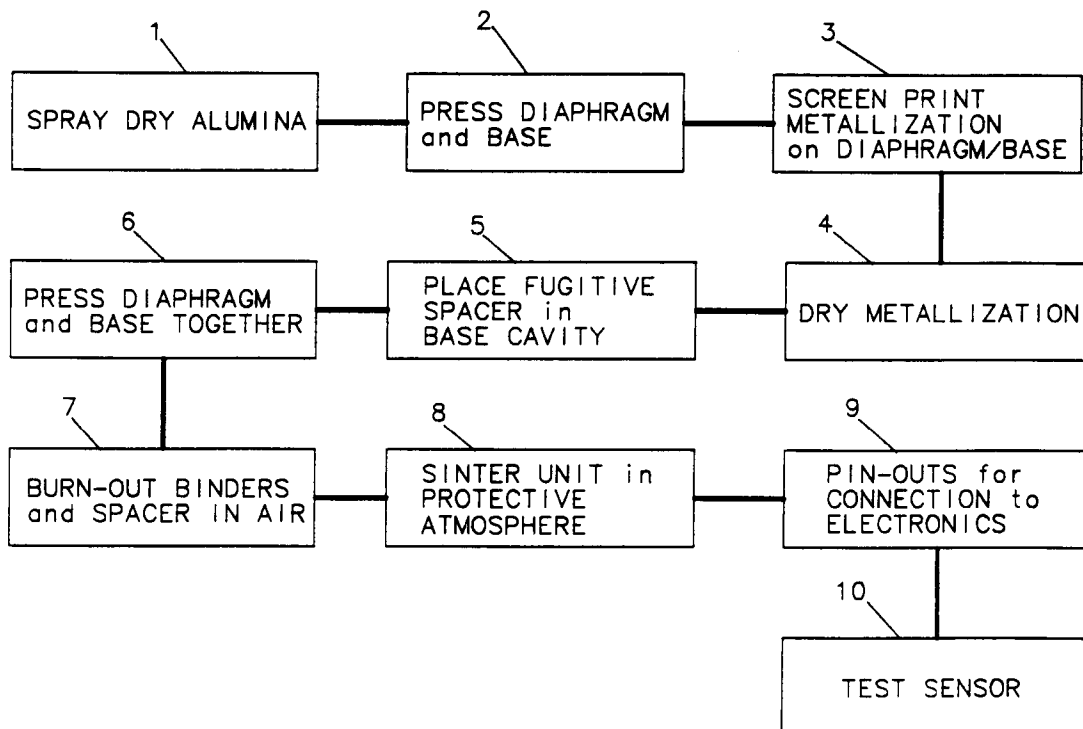 1
SPRAY DRY ALUMINA
2
PRESS DIAPHRAGM
and BASE
3
SCREEN PRINT
METALLIZATION
on DIAPHRAGM/BASE
4
DRY METALLIZATION
5
PLACE FUGITIVE
SPACER in
BASE CAVITY
6
PRESS DIAPHRAGM
and BASE TOGETHER
7
BURN-OUT BINDERS
and SPACER IN AIR
8
SINTER UNIT in
PROTECTIVE
ATMOSPHERE
9
PIN-OUTS for
CONNECTION to
ELECTRONICS
10
TEST SENSOR